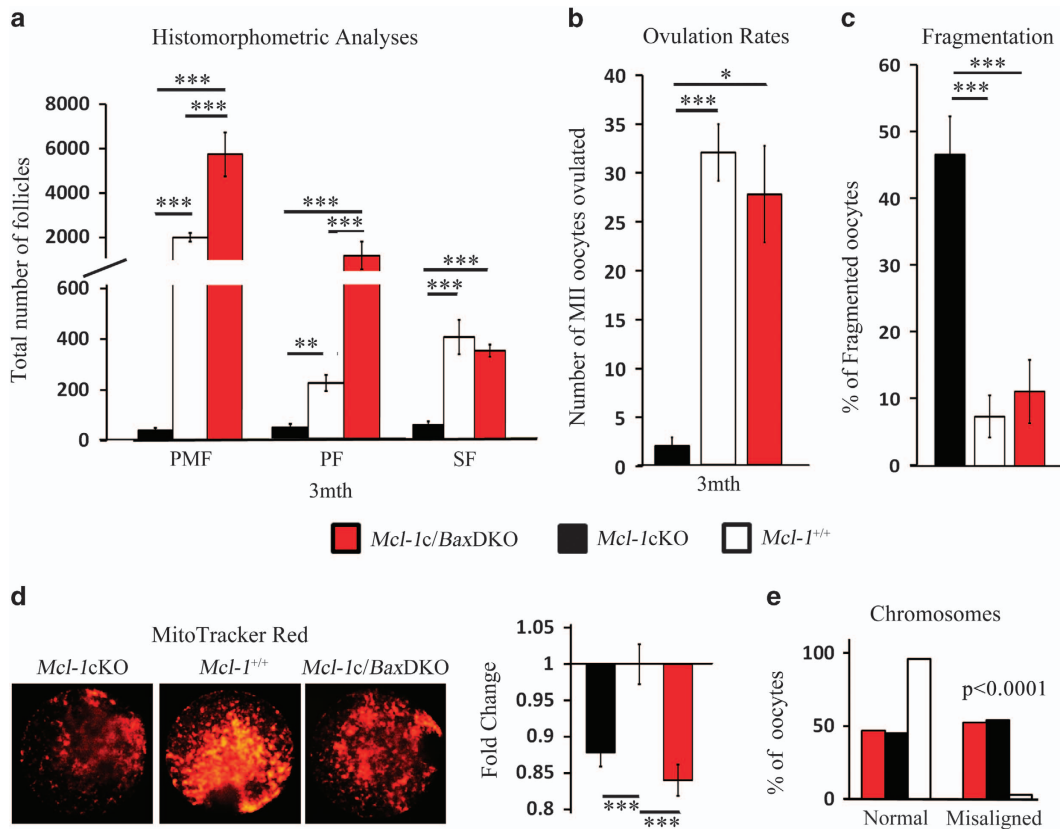 a
Histomorphometric Analyses
Total number of follicles
8000
6000
4000
2000
600
400
200
0
***
***
***
***
***
**
***
***
PMF
PF
SF
3mth
b
Ovulation Rates
Number of MII oocytes ovulated
40
35
30
25
20
15
10
5
0
*
***
3mth
c
Fragmentation
% of Fragmented oocytes
60
50
40
30
20
10
0
***
***
Mcl-1c/BaxDKO
Mcl-1cKO
Mcl-1+/+
d
MitoTracker Red
Mcl-1cKO
Mcl-1+/+
Mcl-1c/BaxDKO
Fold Change
1.05
1
0.95
0.9
0.85
0.8
***
***
e
Chromosomes
% of oocytes
100
50
0
p<0.0001
Normal
Misaligned